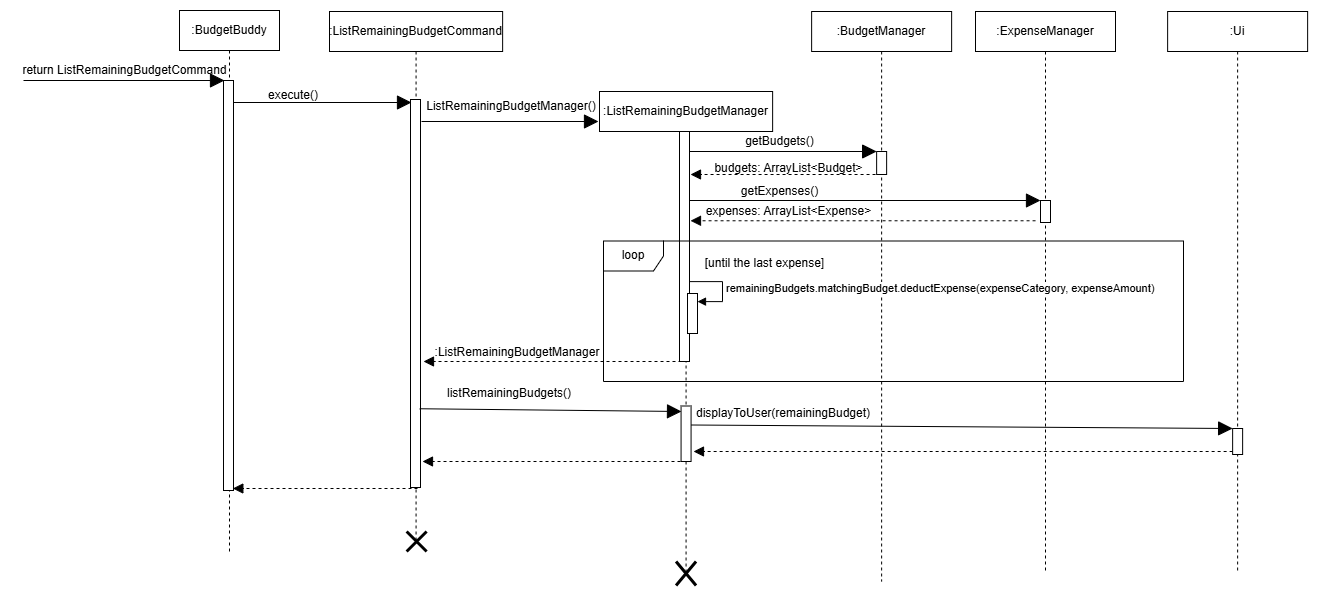 :BudgetBuddy
:ListRemainingBudgetCommand
:BudgetManager
:ExpenseManager
:Ui
return ListRemainingBudgetCommand
execute()
ListRemainingBudgetManager()
:ListRemainingBudgetManager
getBudgets()
budgets: ArrayList<Budget>
getExpenses()
expenses: ArrayList<Expense>
loop
[until the last expense]
remainingBudgets.matchingBudget.deductExpense(expenseCategory, expenseAmount)
:ListRemainingBudgetManager
listRemainingBudgets()
displayToUser(remainingBudget)